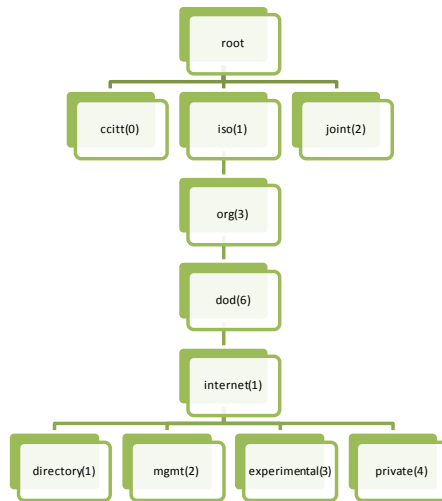 root
ccitt(0)
iso(1)
joint(2)
org(3)
dod(6)
internet(1)
directory(1)
mgmt(2)
experimental(3)
private(4)